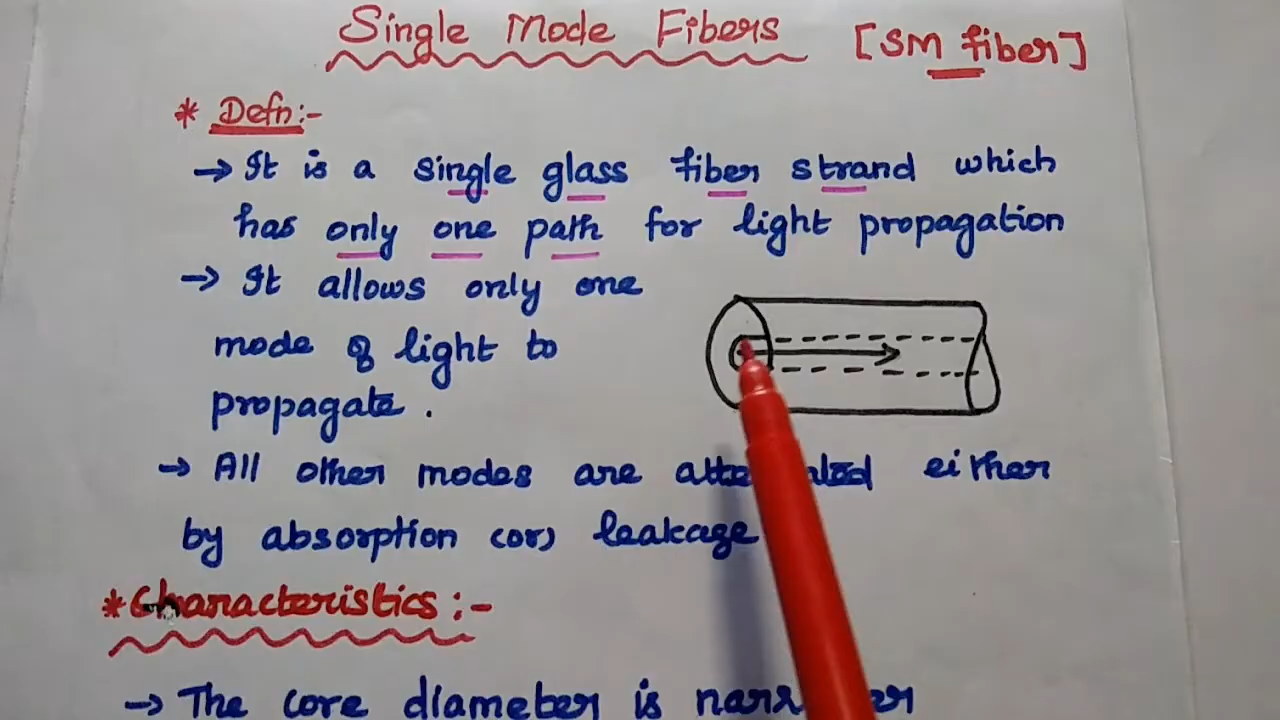 Single Mode Fibers [SM fiber]
* Defn:-
→ It is a single glass fiber strand which
has only one path for light propagation
→ It allows only one
mode of light to
propagate.
→ All other modes are either
by absorption (or) leakage
* Characteristics:-
→ The core diameter is